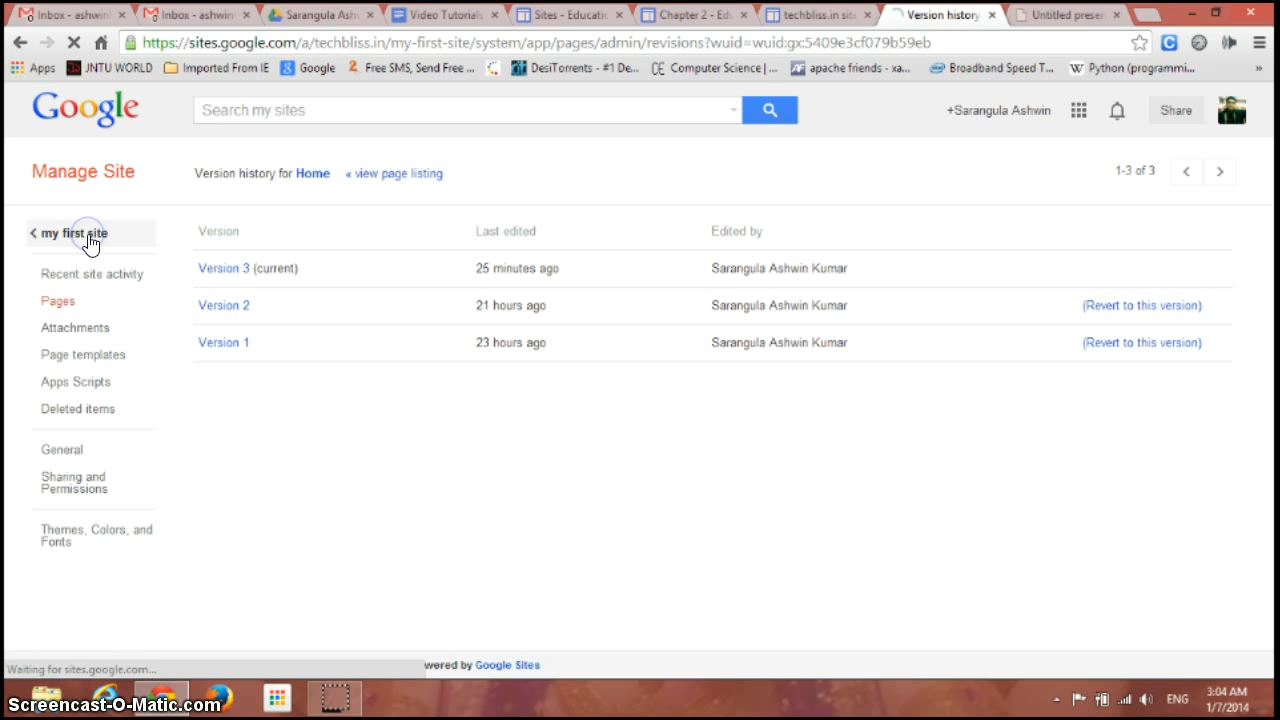 Inbox - ashwin
Inbox - ashwin
Sarangula Ash
Video Tutorials
Sites - Educatio
Chapter 2 - Ed
techbliss.in sit
Version history
Untitled preser
https://sites.google.com/a/techbliss.in/my-first-site/system/app/pages/admin/revisions?wuid=wuid:gx:5409e3cf079b59eb
Apps JNTU WORLD Imported From IE Google Free SMS, Send Free ... DesiTorrents - #1 De... Computer Science | ... apache friends - xa... Broadband Speed T... Python (programmi... »
Google
Search my sites
+Sarangula Ashwin
Share
Manage Site
Version history for Home « view page listing
1-3 of 3
my first site
Recent site activity
Pages
Attachments
Page templates
Apps Scripts
Deleted items
General
Sharing and
Permissions
Themes, Colors, and
Fonts
Version Last edited Edited by
Version 3 (current) 25 minutes ago Sarangula Ashwin Kumar
Version 2 21 hours ago Sarangula Ashwin Kumar (Revert to this version)
Version 1 23 hours ago Sarangula Ashwin Kumar (Revert to this version)
Waiting for sites.google.com...
wered by Google Sites
Screencast-O-Matic.com
ENG
3:04 AM
1/7/2014